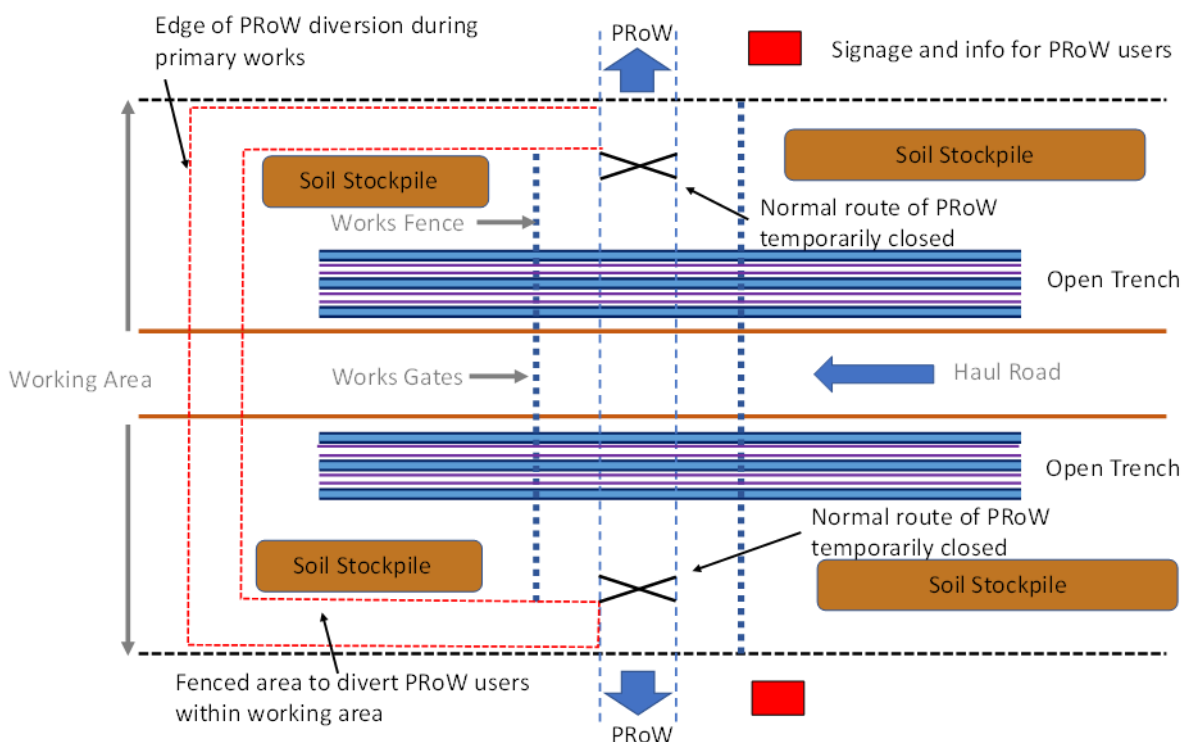 Edge of PRoW diversion during
primary works
PRoW
Signage and info for PRoW users
Soil Stockpile
Soil Stockpile
Works Fence
Normal route of PRoW
temporarily closed
Open Trench
Working Area
Works Gates
Haul Road
Open Trench
Normal route of PRoW
temporarily closed
Soil Stockpile
Soil Stockpile
Fenced area to divert PRoW users
within working area
PRoW